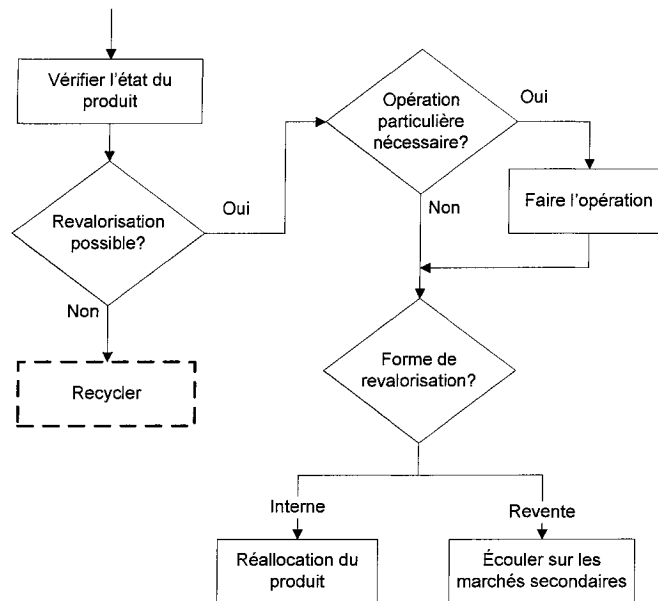 Vérifier l'état du
produit
Revalorisation
possible?
Oui
Non
Recycler
Opération
particulière
nécessaire?
Oui
Non
Faire l'opération
Forme de
revalorisation?
Interne
Revente
Réallocation du
produit
Écouler sur les
marchés secondaires